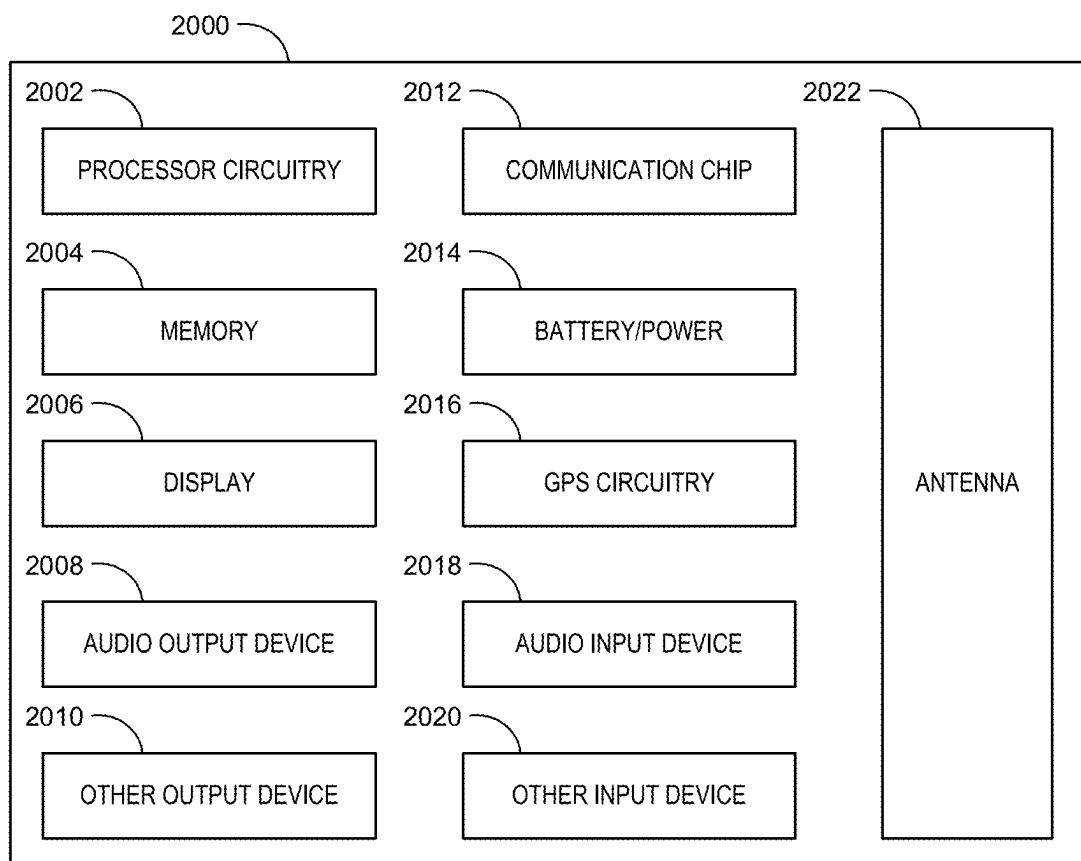 2000
2002
2012
2022
PROCESSOR CIRCUITRY
COMMUNICATION CHIP
2004
2014
MEMORY
BATTERY/POWER
2006
2016
DISPLAY
GPS CIRCUITRY
ANTENNA
2008
2018
AUDIO OUTPUT DEVICE
AUDIO INPUT DEVICE
2010
2020
OTHER OUTPUT DEVICE
OTHER INPUT DEVICE